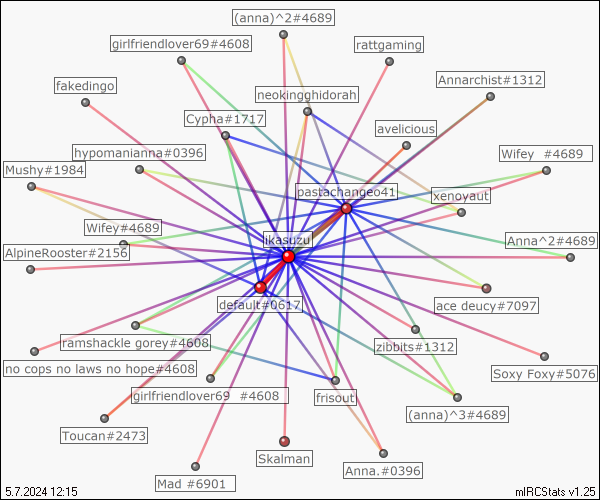 (anna)^2#4689
girlfriendlover69#4608
rattgaming
fakedingo
Annarchist#1312
neokingghidorah
Cypha#1717
avelicious
hypomanianna#0396
Wifey  #4689
Mushy#1984
pastachangeo41
xenoyaut
Wifey#4689
ikasuzu
Anna^2#4689
AlpineRooster#2156
default#0617
ace deucy#7097
ramshackle gorey#4608
zibbits#1312
no cops no laws no hope#4608
Soxy Foxy#5076
girlfriendlover69  #4608
frisout
(anna)^3#4689
Toucan#2473
Skalman
Anna.#0396
Mad #6901
5.7.2024 12:15
mIRCStats v1.25